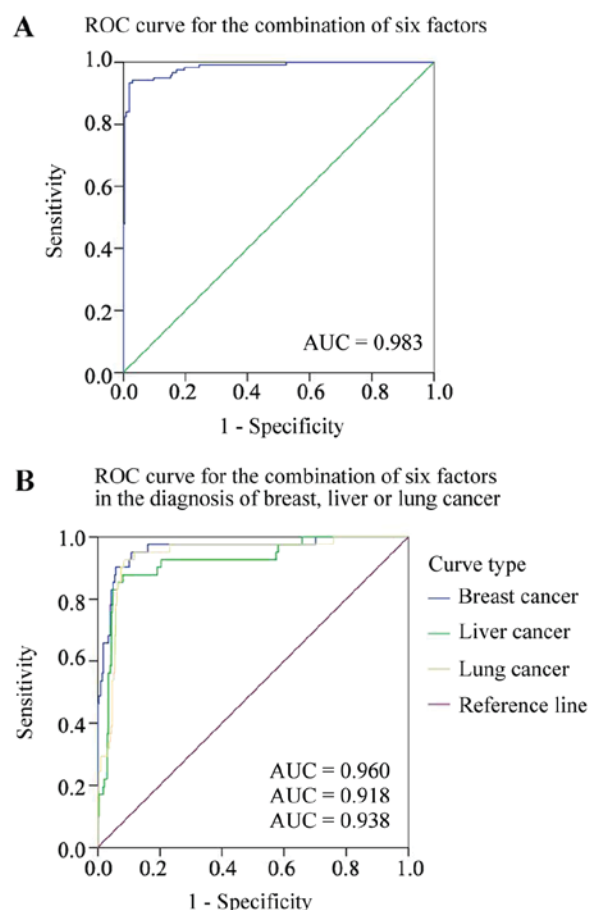 A
ROC curve for the combination of six factors
1.0
0.8
0.6
0.4
0.2
0.0
Sensitivity
AUC = 0.983
0.0 0.2 0.4 0.6 0.8 1.0
1 - Specificity
B
ROC curve for the combination of six factors
in the diagnosis of breast, liver or lung cancer
1.0
0.8
0.6
0.4
0.2
0.0
Sensitivity
AUC = 0.960
AUC = 0.918
AUC = 0.938
0.0 0.2 0.4 0.6 0.8 1.0
1 - Specificity
Curve type
Breast cancer
Liver cancer
Lung cancer
Reference line